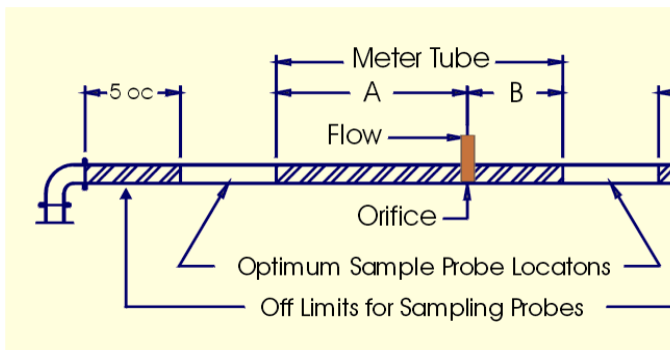 Meter Tube
5 oc
A
B
Flow
Orifice
Optimum Sample Probe Locatons
Off Limits for Sampling Probes